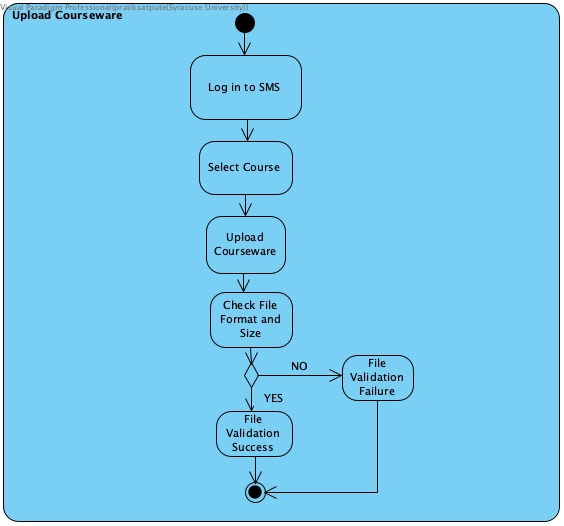 Visual Paradigm Professional(pratiksatpute(Syracuse University))
Upload Courseware
Log in to SMS
Select Course
Upload
Courseware
Check File
Format and
Size
NO
File
Validation
Failure
YES
File
Validation
Success